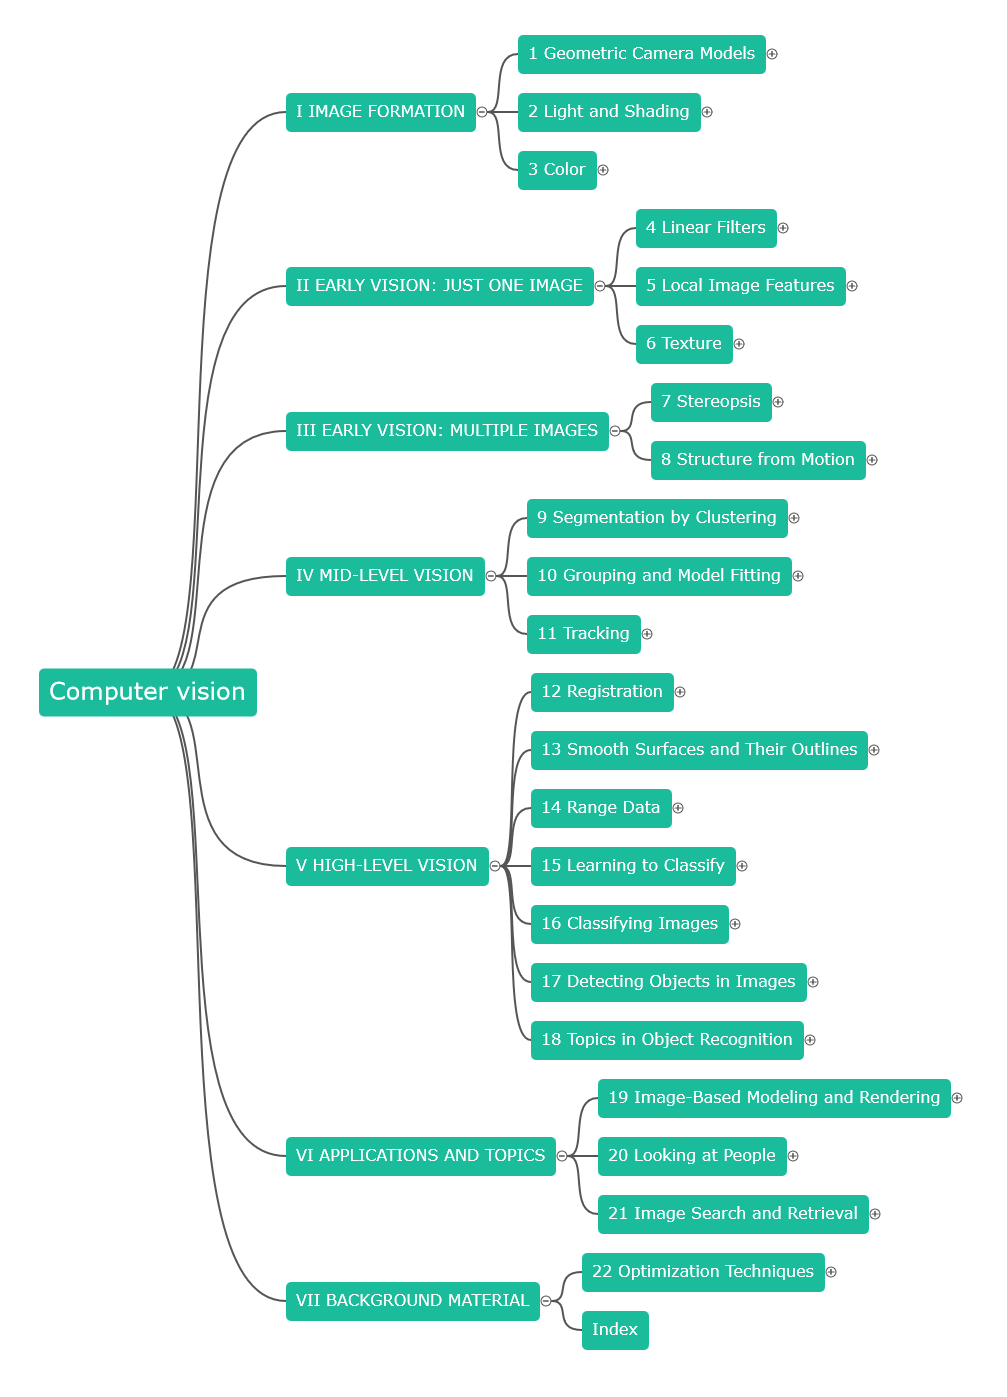 Computer vision
I IMAGE FORMATION
1 Geometric Camera Models
2 Light and Shading
3 Color
II EARLY VISION: JUST ONE IMAGE
4 Linear Filters
5 Local Image Features
6 Texture
III EARLY VISION: MULTIPLE IMAGES
7 Stereopsis
8 Structure from Motion
IV MID-LEVEL VISION
9 Segmentation by Clustering
10 Grouping and Model Fitting
11 Tracking
V HIGH-LEVEL VISION
12 Registration
13 Smooth Surfaces and Their Outlines
14 Range Data
15 Learning to Classify
16 Classifying Images
17 Detecting Objects in Images
18 Topics in Object Recognition
VI APPLICATIONS AND TOPICS
19 Image-Based Modeling and Rendering
20 Looking at People
21 Image Search and Retrieval
VII BACKGROUND MATERIAL
22 Optimization Techniques
Index